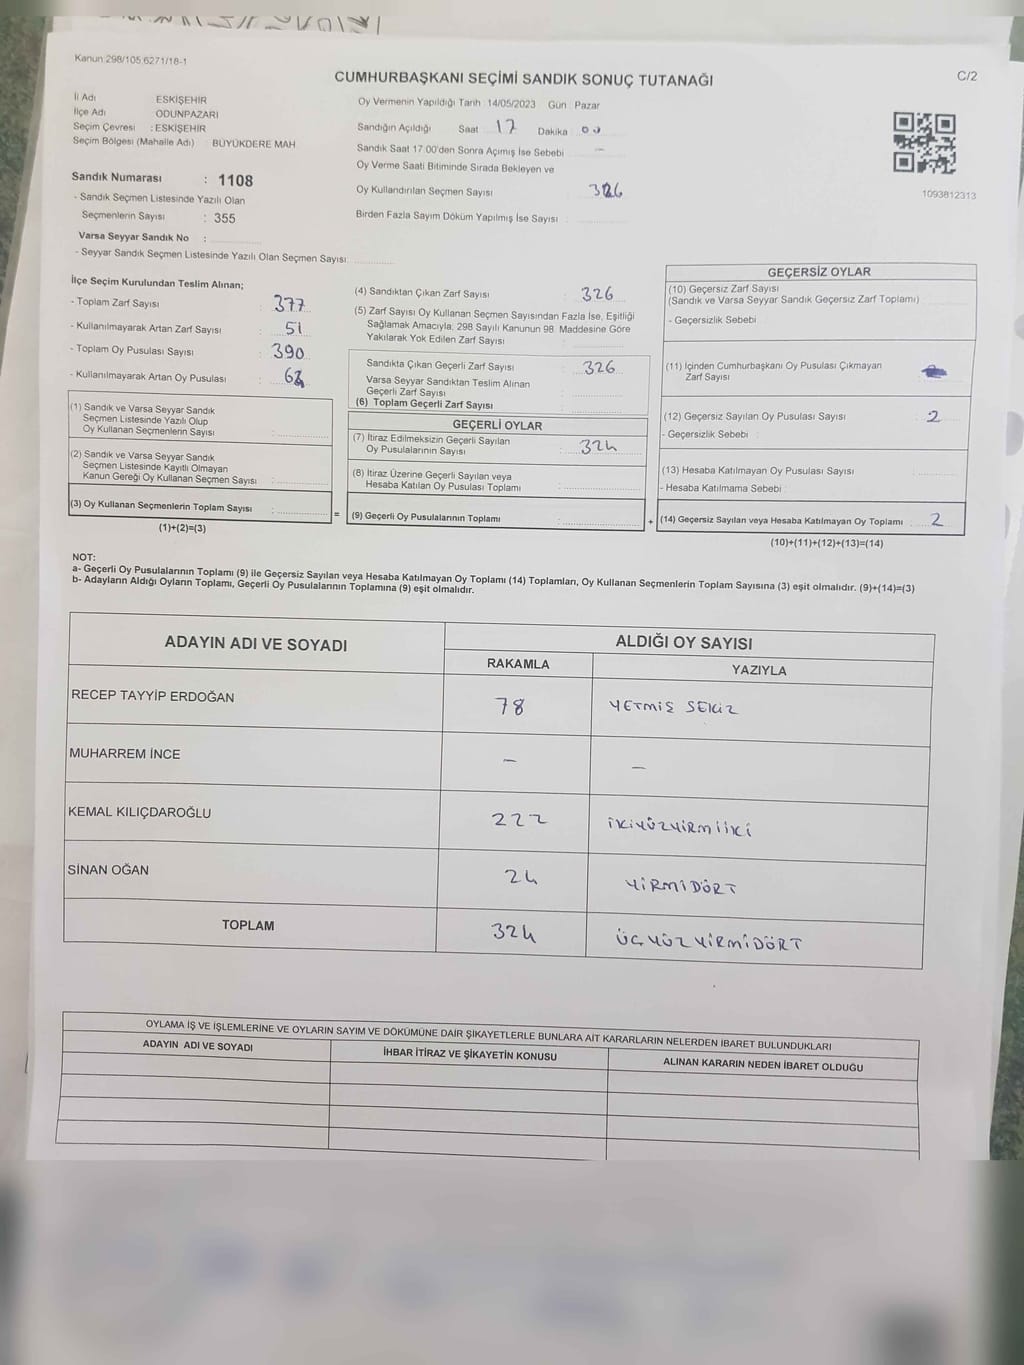 Kanun:298/105,6271/18-1
CUMHURBAŞKANI SEÇİMİ SANDIK SONUÇ TUTANAĞI
C/2
İl Adı ESKİŞEHİR
İlçe Adı ODUNPAZARI
Seçim Çevresi : ESKİŞEHİR
Seçim Bölgesi (Mahalle Adı) : BÜYÜKDERE MAH
Sandık Numarası : 1108
- Sandık Seçmen Listesinde Yazılı Olan
Seçmenlerin Sayısı : 355
Varsa Seyyar Sandık No :
- Seyyar Sandık Seçmen Listesinde Yazılı Olan Seçmen Sayısı
Oy Vermenin Yapıldığı Tarih 14/05/2023 Gün : Pazar
Sandığın Açıldığı Saat 17 Dakika : 00
Sandık Saat 17:00'den Sonra Açımış İse Sebebi –
Oy Verme Saati Bitiminde Sırada Bekleyen ve
Oy Kullandırılan Seçmen Sayısı 326
Birden Fazla Sayım Döküm Yapılmış İse Sayısı :
1093812313
İlçe Seçim Kurulundan Teslim Alınan;
- Toplam Zarf Sayısı : 377
- Kullanılmayarak Artan Zarf Sayısı : 51
- Toplam Oy Pusulası Sayısı : 390
- Kullanılmayarak Artan Oy Pusulası :
(1) Sandık ve Varsa Seyyar Sandık
Seçmen Listesinde Yazılı Olup
Oy Kullanan Seçmenlerin Sayısı :
(2) Sandık ve Varsa Seyyar Sandık
Seçmen Listesinde Kayıtlı Olmayan
Kanun Gereği Oy Kullanan Seçmen Sayısı :
(3) Oy Kullanan Seçmenlerin Toplam Sayısı :
(1)+(2)=(3)
(4) Sandıktan Çıkan Zarf Sayısı : 326
(5) Zarf Sayısı Oy Kullanan Seçmen Sayısından Fazla İse, Eşitliği
Sağlamak Amacıyla; 298 Sayılı Kanunun 98. Maddesine Göre
Yakılarak Yok Edilen Zarf Sayısı :
Sandıkta Çıkan Geçerli Zarf Sayısı : 326
Varsa Seyyar Sandıktan Teslim Alınan
Geçerli Zarf Sayısı :
(6) Toplam Geçerli Zarf Sayısı :
GEÇERLİ OYLAR
(7) İtiraz Edilmeksizin Geçerli Sayılan
Oy Pusulalarının Sayısı : 324
(8) İtiraz Üzerine Geçerli Sayılan veya
Hesaba Katılan Oy Pusulası Toplamı :
= (9) Geçerli Oy Pusulalarının Toplamı :
GEÇERSİZ OYLAR
(10) Geçersiz Zarf Sayısı
(Sandık ve Varsa Seyyar Sandık Geçersiz Zarf Toplamı)
- Geçersizlik Sebebi :
(11) İçinden Cumhurbaşkanı Oy Pusulası Çıkmayan
Zarf Sayısı
(12) Geçersiz Sayılan Oy Pusulası Sayısı : 2
- Geçersizlik Sebebi :
(13) Hesaba Katılmayan Oy Pusulası Sayısı :
- Hesaba Katılmama Sebebi :
+ (14) Geçersiz Sayılan veya Hesaba Katılmayan Oy Toplamı : 2
(10)+(11)+(12)+(13)=(14)
NOT:
a- Geçerli Oy Pusulalarının Toplamı (9) ile Geçersiz Sayılan veya Hesaba Katılmayan Oy Toplamı (14) Toplamları, Oy Kullanan Seçmenlerin Toplam Sayısına (3) eşit olmalıdır. (9)+(14)=(3)
b- Adayların Aldığı Oyların Toplamı, Geçerli Oy Pusulalarının Toplamına (9) eşit olmalıdır.
ADAYIN ADI VE SOYADI ALDIĞI OY SAYISI
RAKAMLA YAZIYLA
RECEP TAYYİP ERDOĞAN 78 YETMİŞ SEKİZ
MUHARREM İNCE – –
KEMAL KILIÇDAROĞLU 222 İKİYÜZYİRMİİKİ
SİNAN OĞAN 24 YİRMİDÖRT
TOPLAM 324 ÜÇYÜZYİRMİDÖRT
OYLAMA İŞ VE İŞLEMLERİNE VE OYLARIN SAYIM VE DÖKÜMÜNE DAİR ŞİKAYETLERLE BUNLARA AİT KARARLARIN NELERDEN İBARET BULUNDUKLARI
ADAYIN ADI VE SOYADI İHBAR İTİRAZ VE ŞİKAYETİN KONUSU ALINAN KARARIN NEDEN İBARET OLDUĞU